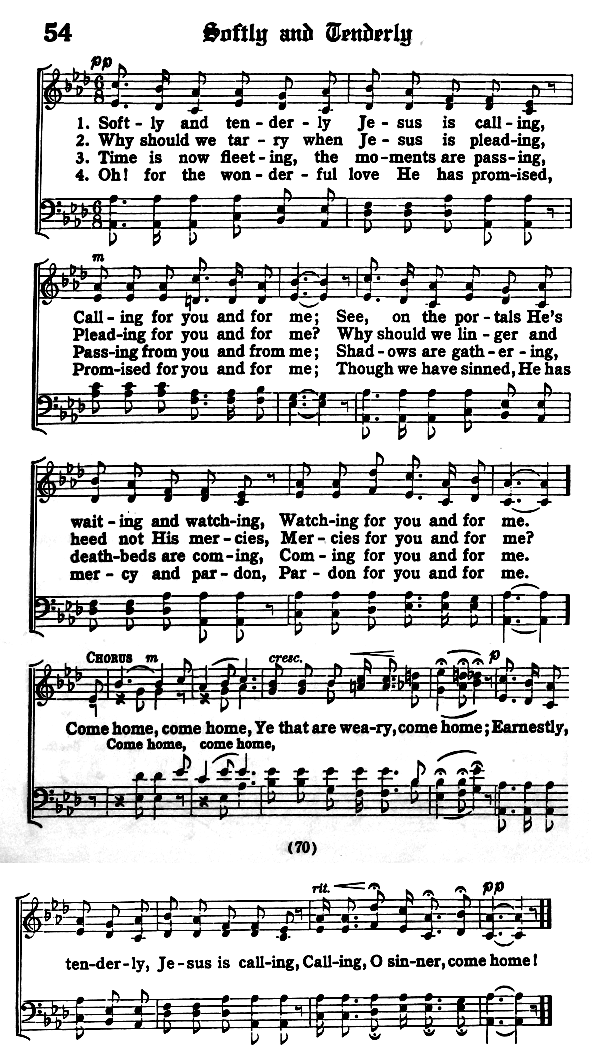 54 Softly and Tenderly
pp
1. Soft - ly and ten - der - ly Je - sus is call - ing,
2. Why should we tar - ry when Je - sus is plead-ing,
3. Time is now fleet - ing, the mo-ments are pass-ing,
4. Oh! for the won - der - ful love He has prom-ised,
m
Call - ing for you and for me; See, on the por - tals He's
Plead-ing for you and for me? Why should we lin - ger and
Pass-ing from you and from me; Shad - ows are gath - er - ing,
Prom-ised for you and for me; Though we have sinned, He has
wait - ing and watch-ing, Watch-ing for you and for me.
heed not His mer - cies, Mer - cies for you and for me?
death-beds are com - ing, Com - ing for you and for me.
mer - cy and par - don, Par - don for you and for me.
CHORUS m cresc. p
Come home, come home, Ye that are wea-ry, come home; Earnestly,
Come home, come home,
(70)
rit. pp
ten-der-ly, Je-sus is call-ing, Call-ing, O sin-ner, come home!